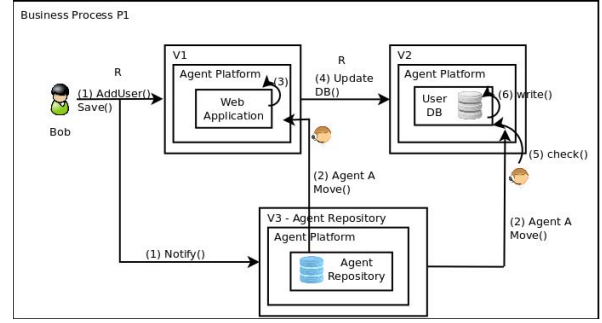 Business Process P1
R
(1) AddUser()
Save()
Bob
V1
Agent Platform
(3)
Web
Application
R
(4) Update
DB()
V2
Agent Platform
User
DB
(6) write()
(5) check()
(2) Agent A
Move()
(2) Agent A
Move()
(1) Notify()
V3 - Agent Repository
Agent Platform
Agent
Repository